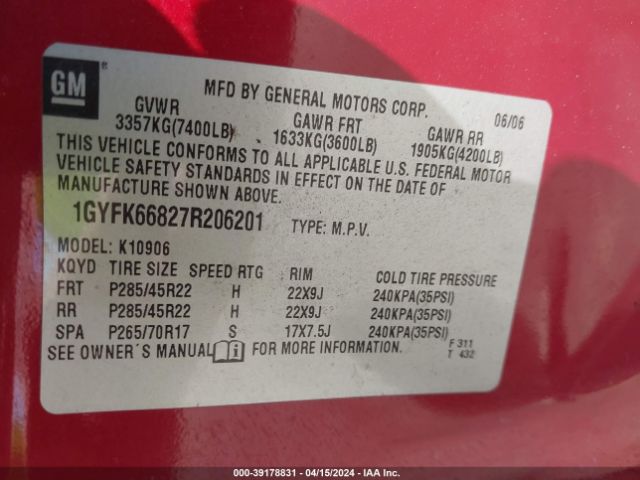 GM ®
MFD BY GENERAL MOTORS CORP. 06/06
GVWR GAWR FRT GAWR RR
3357KG(7400LB) 1633KG(3600LB) 1905KG(4200LB)
THIS VEHICLE CONFORMS TO ALL APPLICABLE U.S. FEDERAL MOTOR
VEHICLE SAFETY STANDARDS IN EFFECT ON THE DATE OF
MANUFACTURE SHOWN ABOVE.
1GYFK66827R206201 TYPE: M.P.V.
MODEL: K10906
KQYD TIRE SIZE SPEED RTG RIM COLD TIRE PRESSURE
FRT P285/45R22 H 22X9J 240KPA(35PSI)
RR P285/45R22 H 22X9J 240KPA(35PSI)
SPA P265/70R17 S 17X7.5J 240KPA(35PSI)
SEE OWNER´S MANUAL i FOR MORE INFORMATION. F 311
T 432
000-39178831 - 04/15/2024 - IAA Inc.